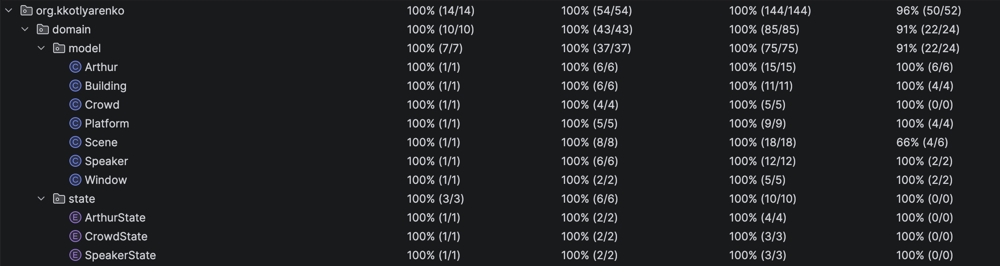 org.kkotlyarenko 100% (14/14) 100% (54/54) 100% (144/144) 96% (50/52)
domain 100% (10/10) 100% (43/43) 100% (85/85) 91% (22/24)
model 100% (7/7) 100% (37/37) 100% (75/75) 91% (22/24)
C Arthur 100% (1/1) 100% (6/6) 100% (15/15) 100% (6/6)
C Building 100% (1/1) 100% (6/6) 100% (11/11) 100% (4/4)
C Crowd 100% (1/1) 100% (4/4) 100% (5/5) 100% (0/0)
C Platform 100% (1/1) 100% (5/5) 100% (9/9) 100% (4/4)
C Scene 100% (1/1) 100% (8/8) 100% (18/18) 66% (4/6)
C Speaker 100% (1/1) 100% (6/6) 100% (12/12) 100% (2/2)
C Window 100% (1/1) 100% (2/2) 100% (5/5) 100% (2/2)
state 100% (3/3) 100% (6/6) 100% (10/10) 100% (0/0)
E ArthurState 100% (1/1) 100% (2/2) 100% (4/4) 100% (0/0)
E CrowdState 100% (1/1) 100% (2/2) 100% (3/3) 100% (0/0)
E SpeakerState 100% (1/1) 100% (2/2) 100% (3/3) 100% (0/0)